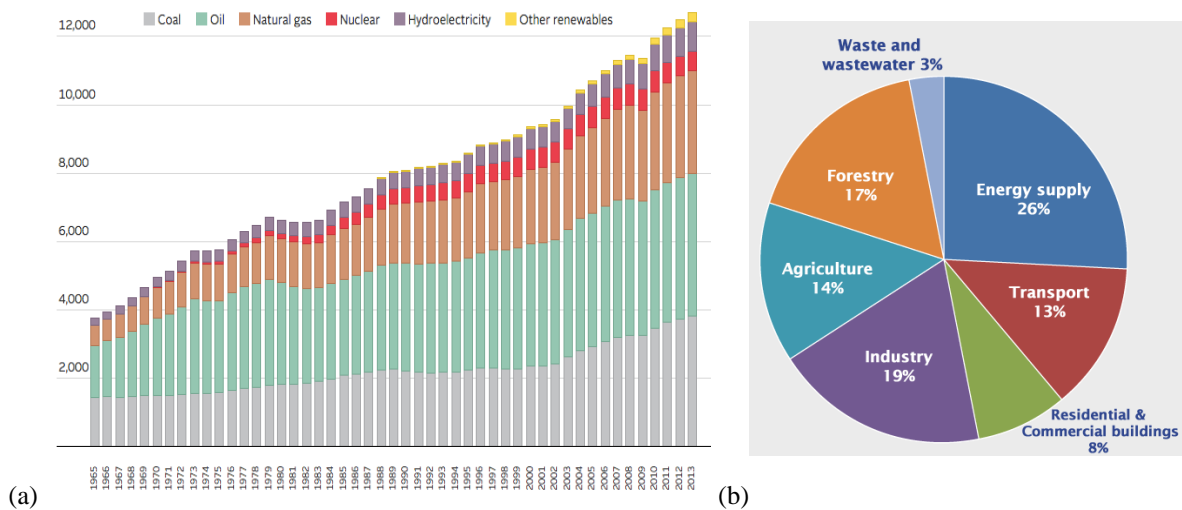 Coal Oil Natural gas Nuclear Hydroelectricity Other renewables
12,000
10,000
8,000
6,000
4,000
2,000
1965 1966 1967 1968 1969 1970 1971 1972 1973 1974 1975 1976 1977 1978 1979 1980 1981 1982 1983 1984 1985 1986 1987 1988 1989 1990 1991 1992 1993 1994 1995 1996 1997 1998 1999 2000 2001 2002 2003 2004 2005 2006 2007 2008 2009 2010 2011 2012 2013
(a)
Waste and
wastewater 3%
Energy supply
26%
Transport
13%
Residential &
Commercial buildings
8%
Industry
19%
Agriculture
14%
Forestry
17%
(b)